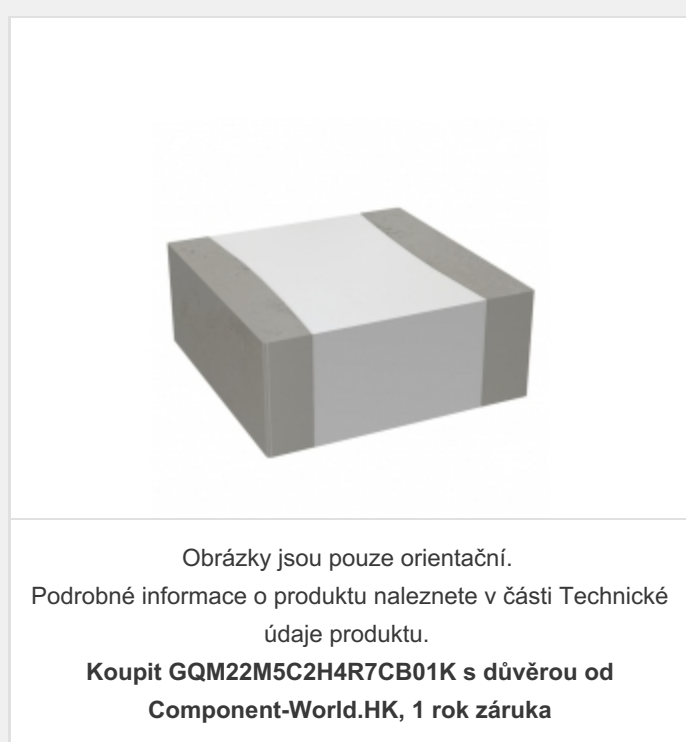 Obrázky jsou pouze orientační.
Podrobné informace o produktu naleznete v části Technické
údaje produktu.
Koupit GQM22M5C2H4R7CB01K s důvěrou od
Component-World.HK, 1 rok záruka